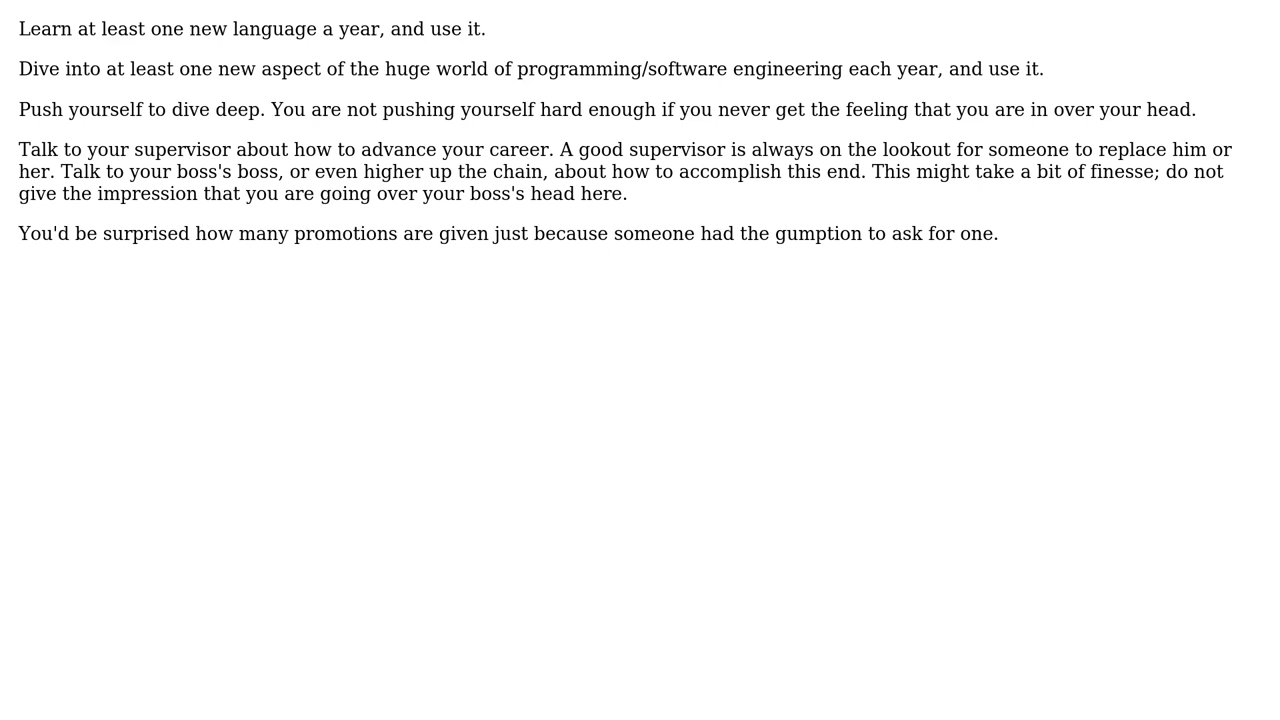 Learn at least one new language a year, and use it.
Dive into at least one new aspect of the huge world of programming/software engineering each year, and use it.
Push yourself to dive deep. You are not pushing yourself hard enough if you never get the feeling that you are in over your head.
Talk to your supervisor about how to advance your career. A good supervisor is always on the lookout for someone to replace him or
her. Talk to your boss's boss, or even higher up the chain, about how to accomplish this end. This might take a bit of finesse; do not
give the impression that you are going over your boss's head here.
You'd be surprised how many promotions are given just because someone had the gumption to ask for one.